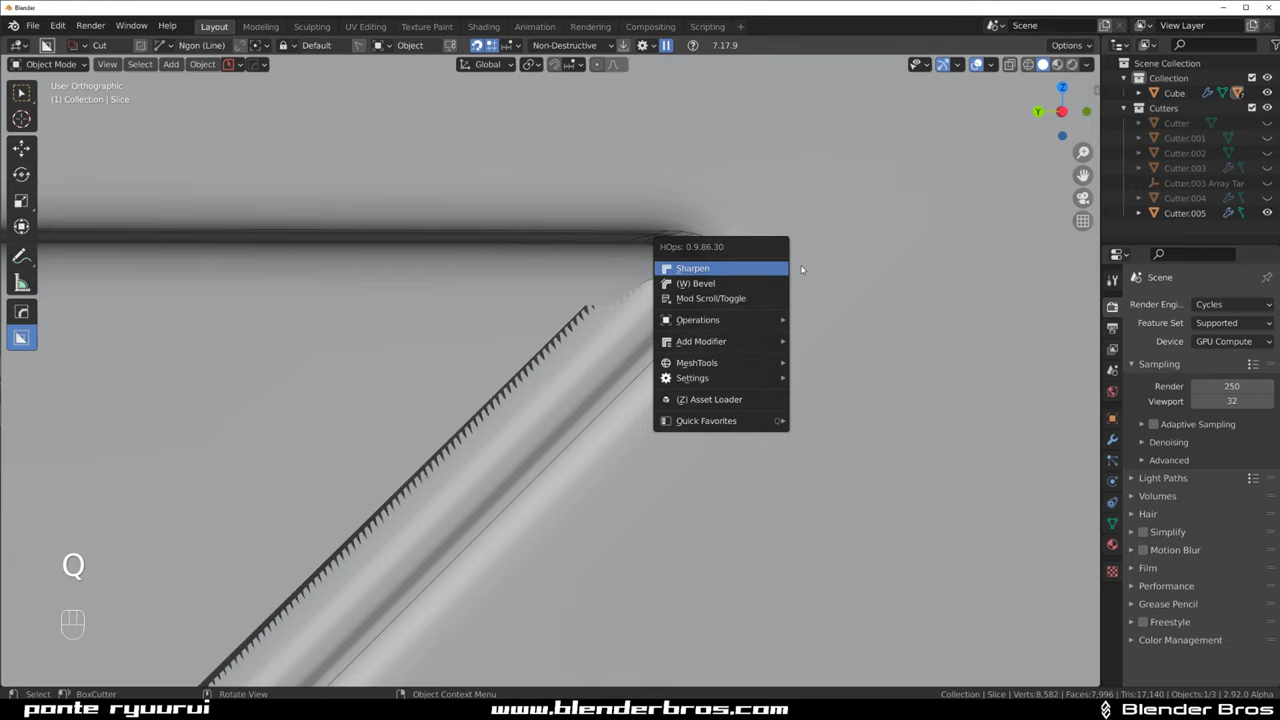 Blender
File Edit Render Window Help Layout Modeling Sculpting UV Editing Texture Paint Shading Animation Rendering Compositing Scripting + Scene View Layer
Cut Ngon (Line) Default Object Non-Destructive 7.17.9 Options
Object Mode View Select Add Object Global
User Orthographic
(1) Collection | Slice
Scene Collection
Collection
Cube
Cutters
Cutter
Cutter.001
Cutter.002
Cutter.003
Cutter.003 Array Tar
Cutter.004
Cutter.005
X
Y
Z
HOps: 0.9.86.30
Sharpen
(W) Bevel
Mod Scroll/Toggle
Operations
Add Modifier
MeshTools
Settings
(Z) Asset Loader
Quick Favorites Q
Scene
Render Engi... Cycles
Feature Set Supported
Device GPU Compute
Sampling
Render 250
Viewport 32
Adaptive Sampling
Denoising
Advanced
Light Paths
Volumes
Hair
Simplify
Motion Blur
Film
Performance
Grease Pencil
Freestyle
Color Management
Q
Select BoxCutter Rotate View Object Context Menu Collection | Slice | Verts:8,582 | Faces:7,996 | Tris:17,140 | Objects:1/3 | 2.92.0 Alpha
ponte ryuurui www.blenderbros.com Blender Bros